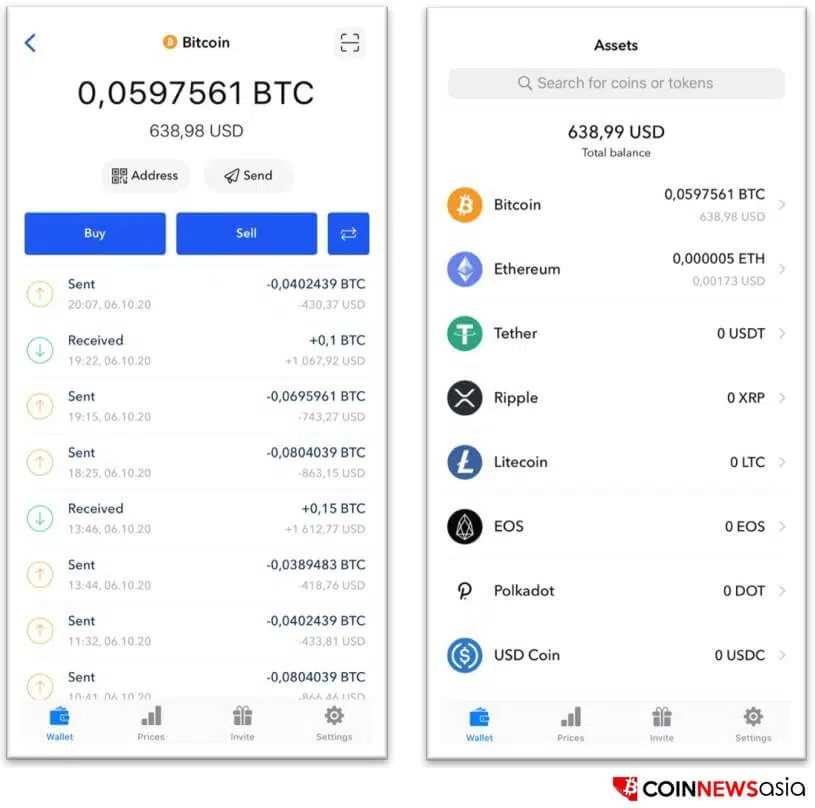 Bitcoin
0,0597561 BTC
638,98 USD
Address
Send
Buy
Sell
Sent
-0,0402439 BTC
20:07, 06.10.20
-430,37 USD
Received
+0,1 BTC
19:22, 06.10.20
+1 067,92 USD
Sent
-0,0695961 BTC
19:15, 06.10.20
-743,27 USD
Sent
-0,0804039 BTC
18:25, 06.10.20
-863,15 USD
Received
+0,15 BTC
13:46, 06.10.20
+1 612,77 USD
Sent
-0,0389483 BTC
13:44, 06.10.20
-418,76 USD
Sent
-0,0402439 BTC
11:32, 06.10.20
-433,81 USD
Sent
-0,0804039 BTC
10:41, 06.10.20
-866,46 USD
Wallet
Prices
Invite
Settings
Assets
Search for coins or tokens
638,99 USD
Total balance
Bitcoin
0,0597561 BTC
638,98 USD
Ethereum
0,000005 ETH
0,00173 USD
Tether
0 USDT
Ripple
0 XRP
Litecoin
0 LTC
EOS
0 EOS
Polkadot
0 DOT
USD Coin
0 USDC
Wallet
Prices
Invite
Settings
COINNEWSasia